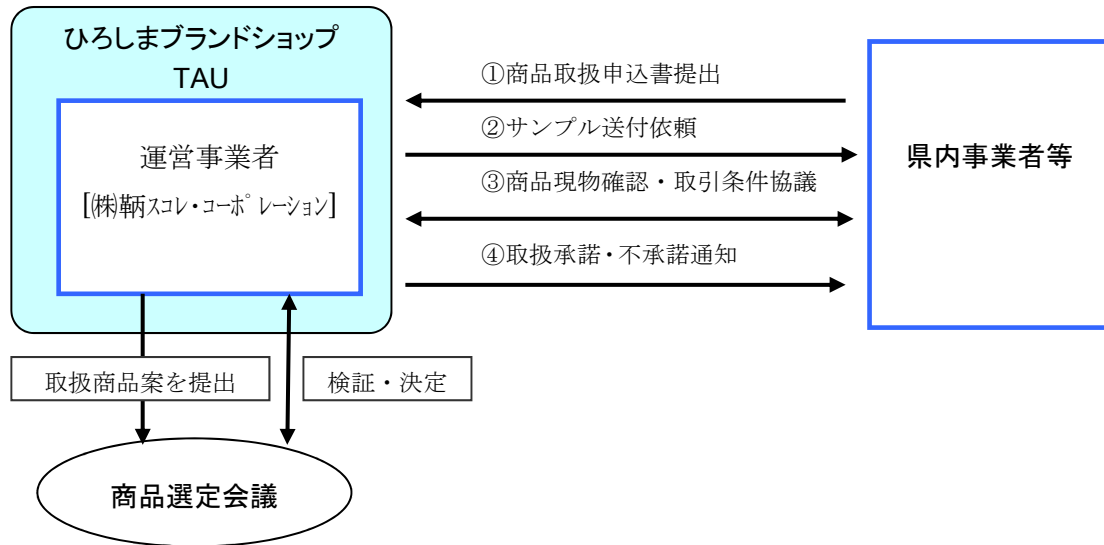 ひろしまブランドショップ
TAU
運営事業者
[㈱鞆スコレ・コーポレーション]
①商品取扱申込書提出
②サンプル送付依頼
③商品現物確認・取引条件協議
④取扱承諾・不承諾通知
県内事業者等
取扱商品案を提出
検証・決定
商品選定会議